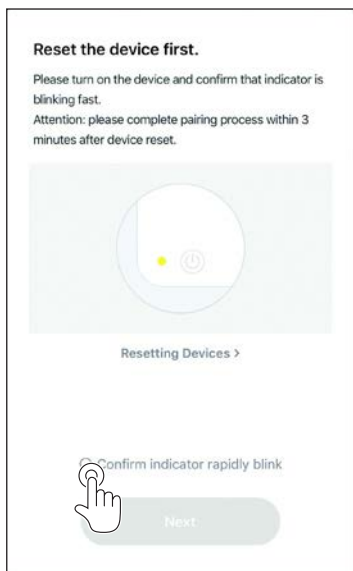 Reset the device first.
Please turn on the device and confirm that indicator is
blinking fast.
Attention: please complete pairing process within 3
minutes after device reset.
Resetting Devices >
Confirm indicator rapidly blink
Next